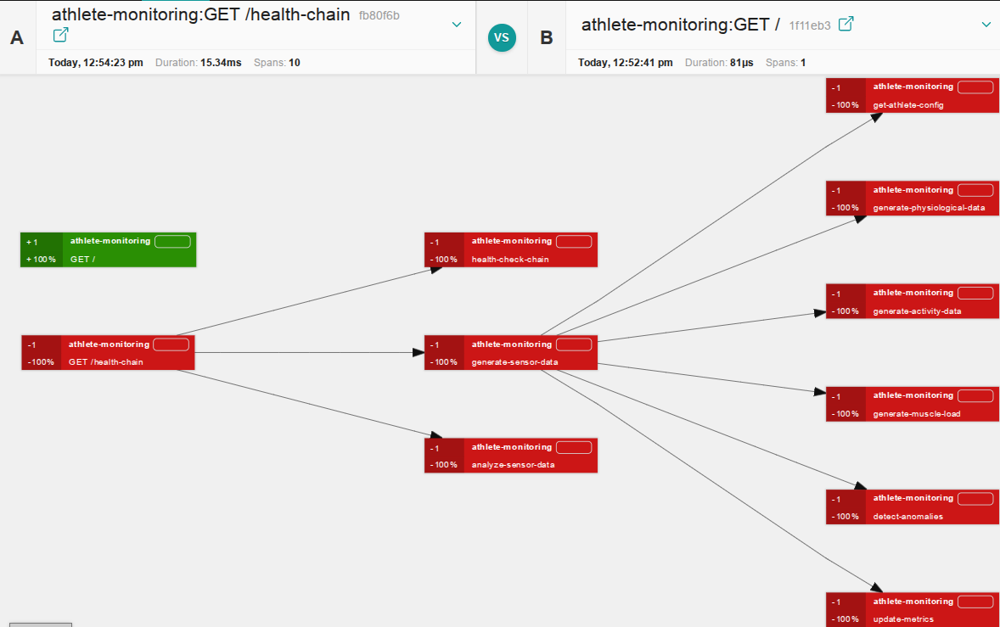 A
athlete-monitoring:GET /health-chain fb80f6b
Today, 12:54:23 pm Duration: 15.34ms Spans: 10
VS
B
athlete-monitoring:GET / 1f11eb3
Today, 12:52:41 pm Duration: 81µs Spans: 1
- 1 athlete-monitoring
- 100% get-athlete-config
- 1 athlete-monitoring
- 100% generate-physiological-data
+ 1 athlete-monitoring
+ 100% GET /
- 1 athlete-monitoring
- 100% health-check-chain
- 1 athlete-monitoring
- 100% generate-activity-data
- 1 athlete-monitoring
- 100% GET /health-chain
- 1 athlete-monitoring
- 100% generate-sensor-data
- 1 athlete-monitoring
- 100% generate-muscle-load
- 1 athlete-monitoring
- 100% analyze-sensor-data
- 1 athlete-monitoring
- 100% detect-anomalies
- 1 athlete-monitoring
- 100% update-metrics